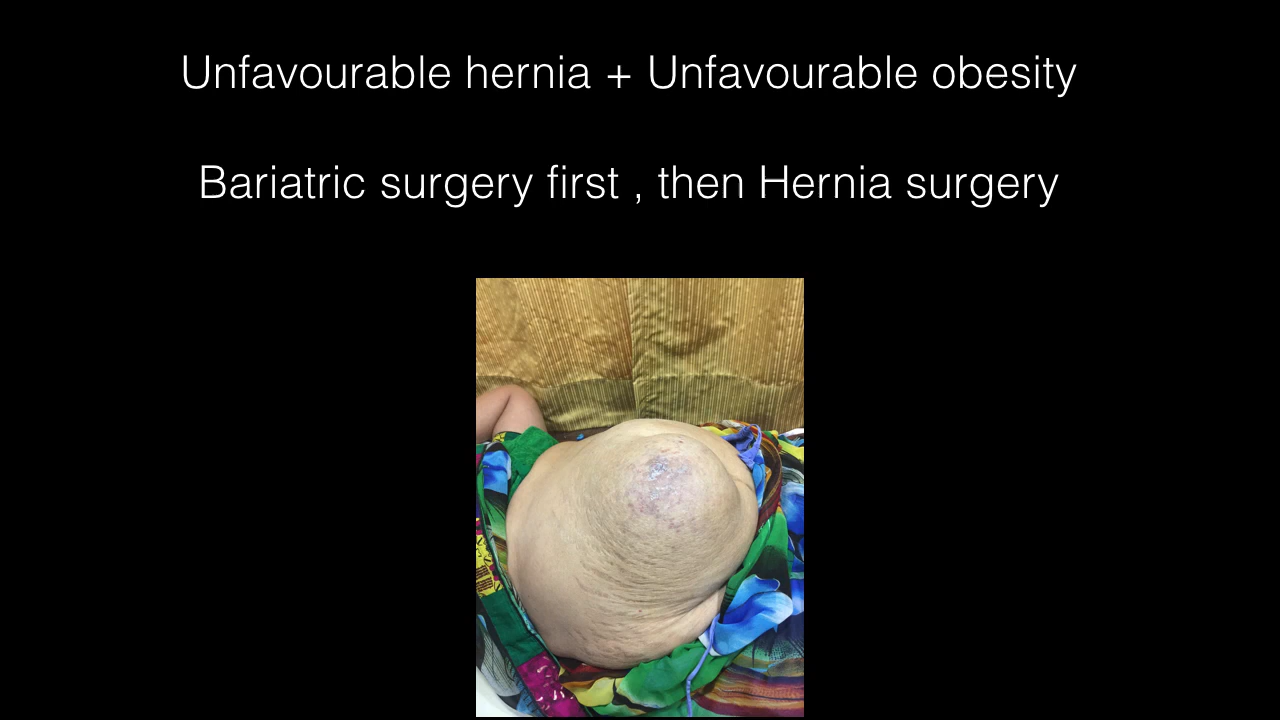 Unfavourable hernia + Unfavourable obesity
Bariatric surgery first , then Hernia surgery